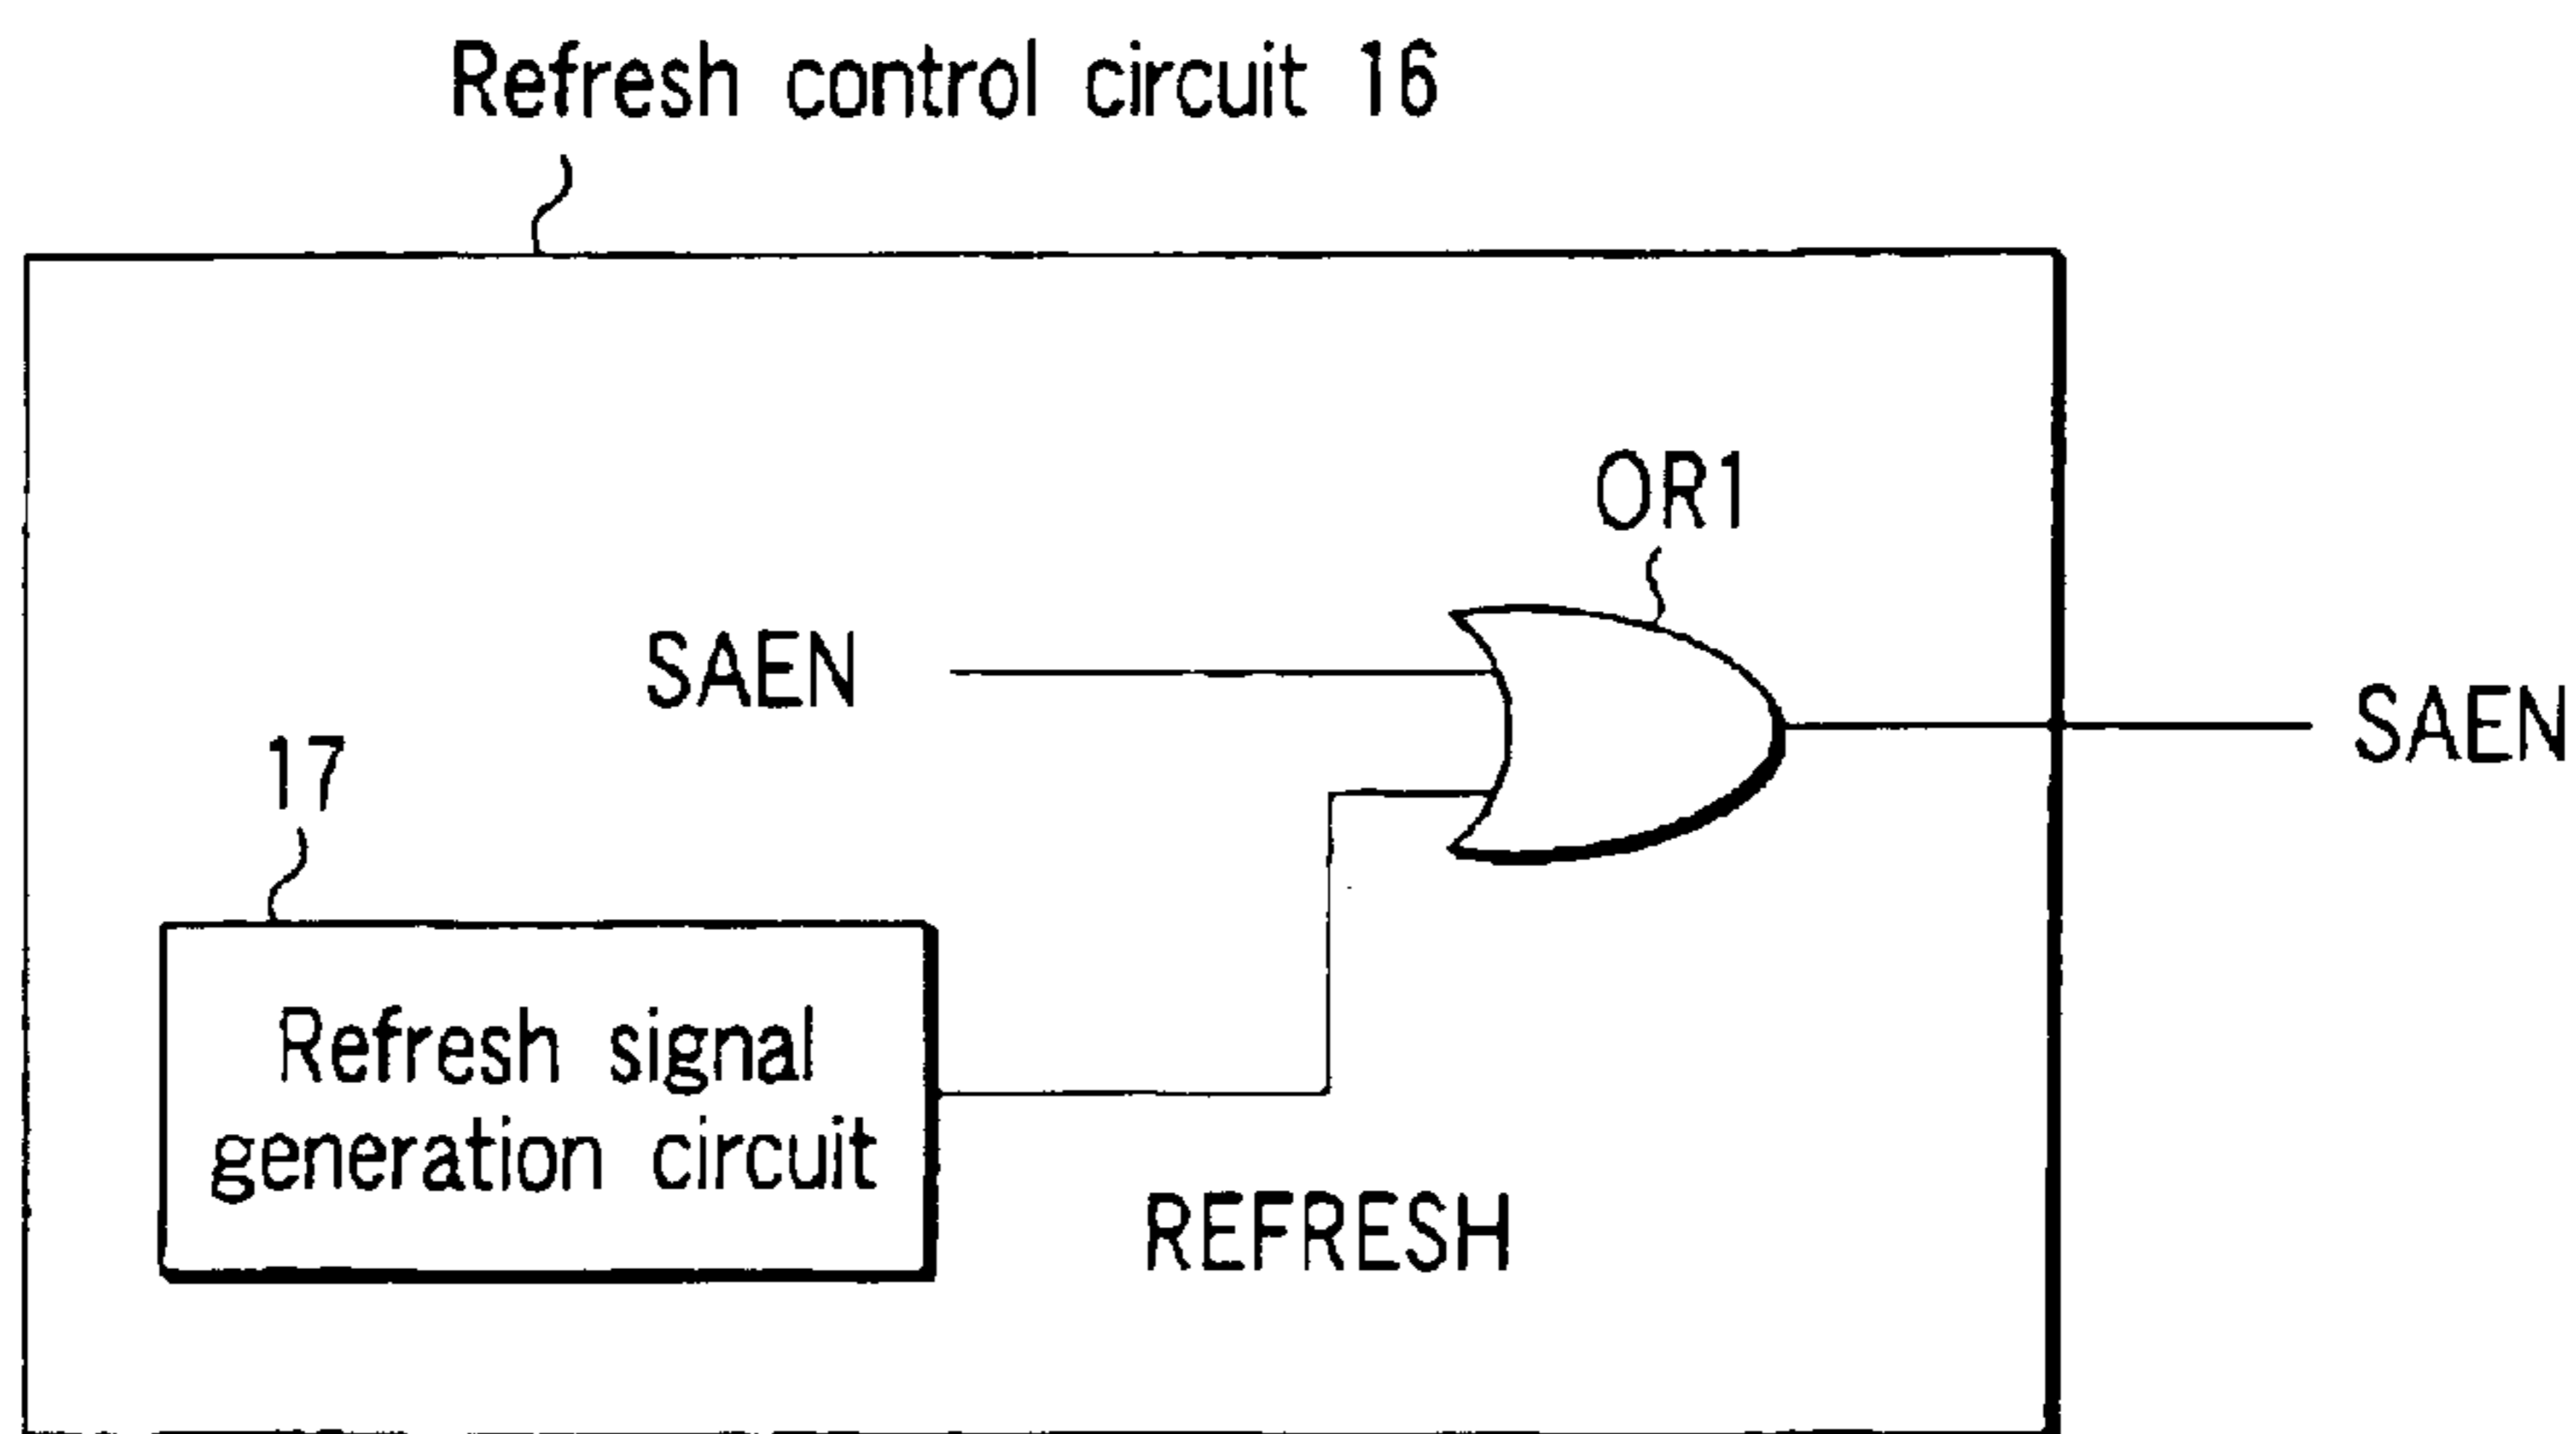 Refresh control circuit 16
OR1
SAEN
SAEN
17
Refresh signal
generation circuit
REFRESH